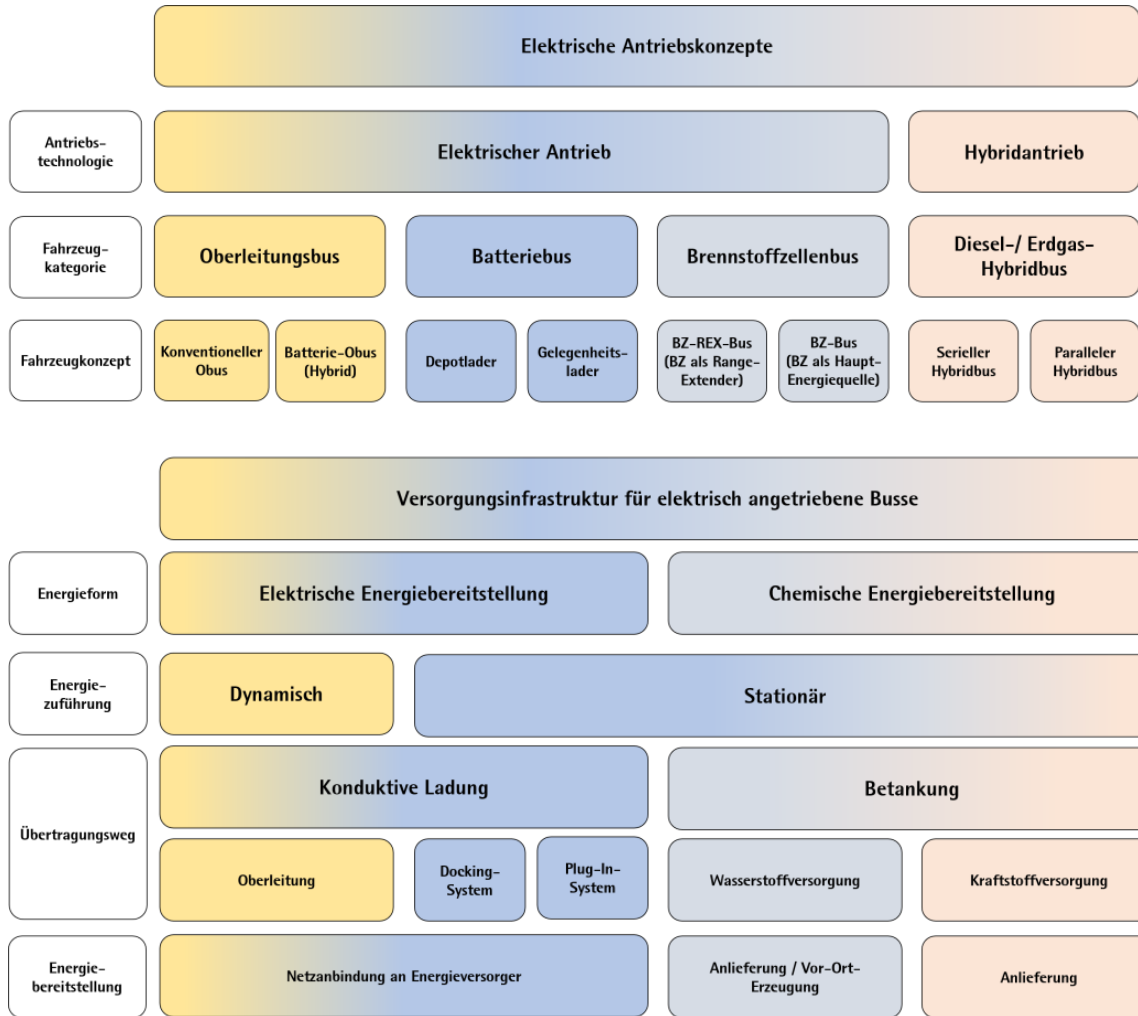 Elektrische Antriebskonzepte
Antriebs-
technologie
Elektrischer Antrieb
Hybridantrieb
Fahrzeug-
kategorie
Oberleitungsbus
Batteriebus
Brennstoffzellenbus
Diesel-/ Erdgas-
Hybridbus
Fahrzeugkonzept
Konventioneller
Obus
Batterie-Obus
(Hybrid)
Depotlader
Gelegenheits-
lader
BZ-REX-Bus
(BZ als Range-
Extender)
BZ-Bus
(BZ als Haupt-
Energiequelle)
Serieller
Hybridbus
Paralleler
Hybridbus
Versorgungsinfrastruktur für elektrisch angetriebene Busse
Energieform
Elektrische Energiebereitstellung
Chemische Energiebereitstellung
Energie-
zuführung
Dynamisch
Stationär
Übertragungsweg
Konduktive Ladung
Betankung
Oberleitung
Docking-
System
Plug-In-
System
Wasserstoffversorgung
Kraftstoffversorgung
Energie-
bereitstellung
Netzanbindung an Energieversorger
Anlieferung / Vor-Ort-
Erzeugung
Anlieferung